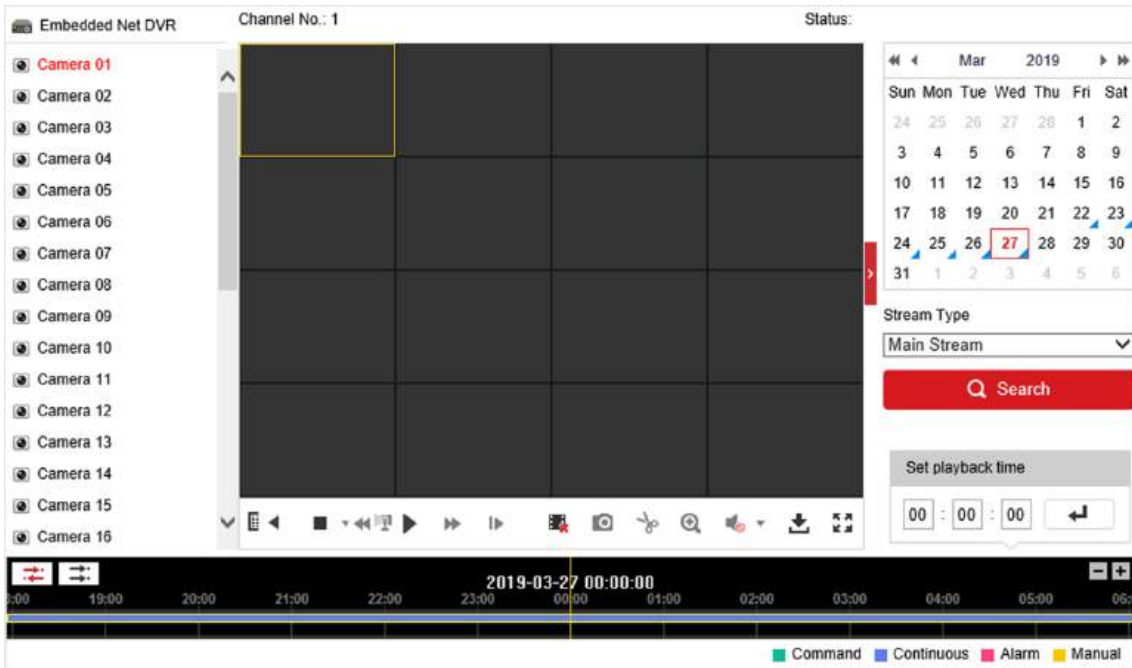 Embedded Net DVR
Channel No.: 1
Status:
Camera 01
Camera 02
Camera 03
Camera 04
Camera 05
Camera 06
Camera 07
Camera 08
Camera 09
Camera 10
Camera 11
Camera 12
Camera 13
Camera 14
Camera 15
Camera 16
Mar 2019
Sun Mon Tue Wed Thu Fri Sat
24 25 26 27 28 1 2
3 4 5 6 7 8 9
10 11 12 13 14 15 16
17 18 19 20 21 22 23
24 25 26 27 28 29 30
31 1 2 3 4 5 6
Stream Type
Main Stream
Search
Set playback time
00 : 00 : 00
2019-03-27 00:00:00
:00 19:00 20:00 21:00 22:00 23:00 00:00 01:00 02:00 03:00 04:00 05:00 06:
Command Continuous Alarm Manual